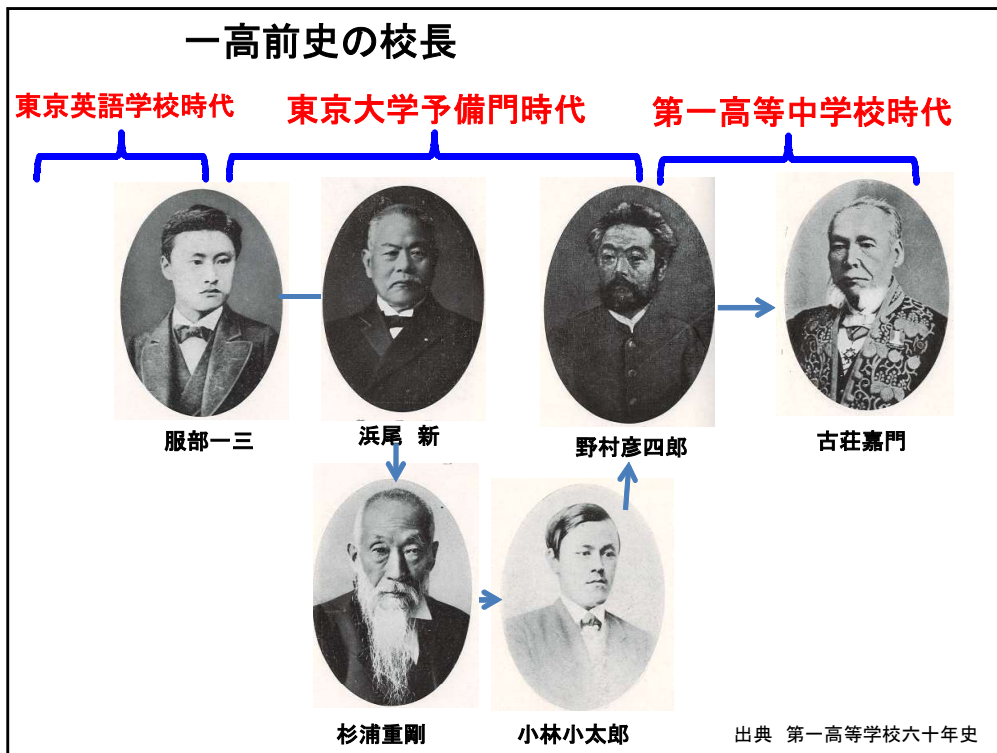 一高前史の校長
東京英語学校時代
東京大学予備門時代
第一高等中学校時代
服部一三
浜尾 新
野村彦四郎
古荘嘉門
杉浦重剛
小林小太郎
出典 第一高等学校六十年史